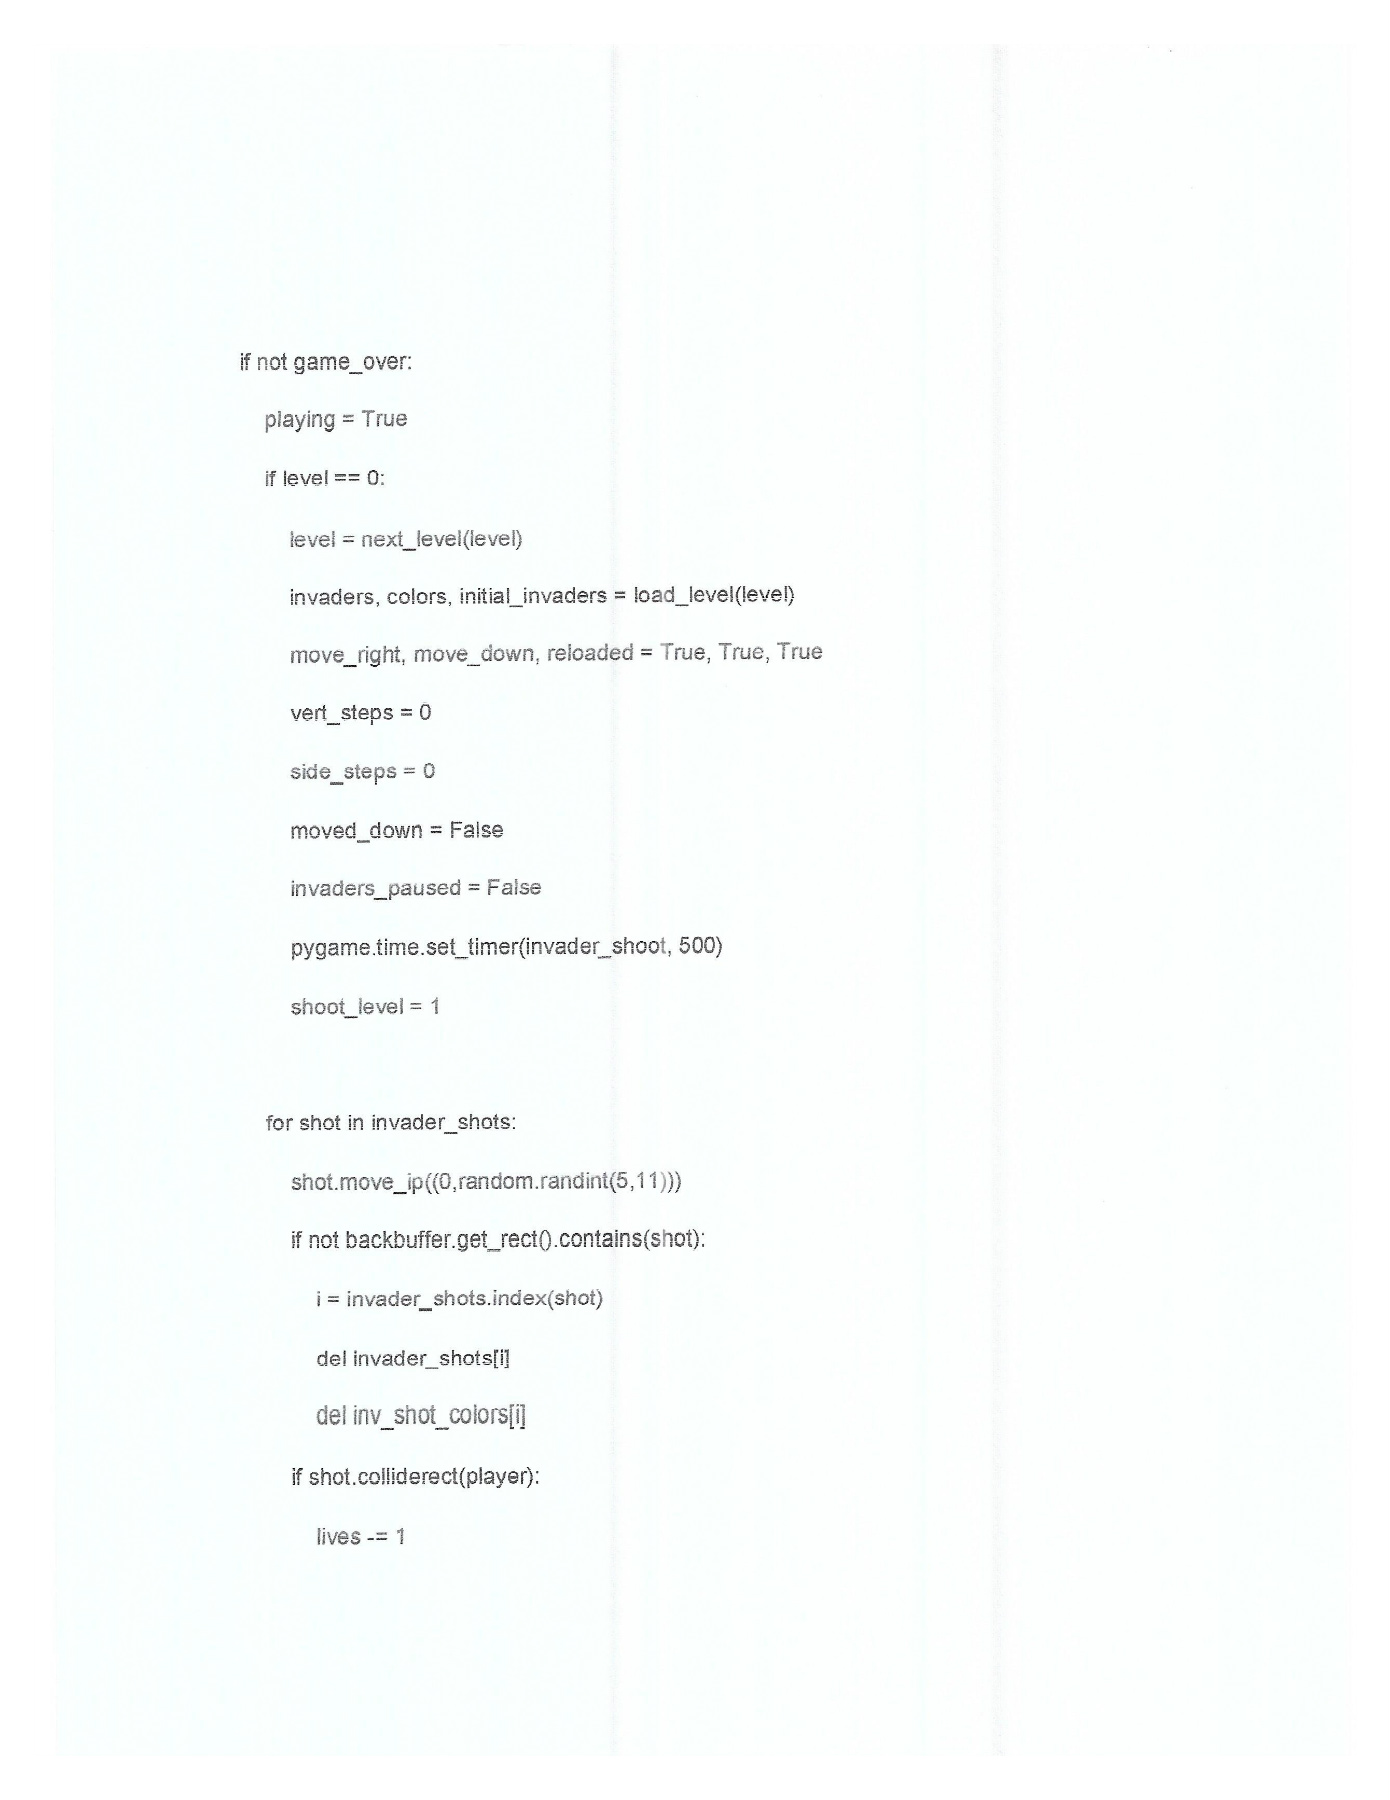 if not game_over:
playing = True
if level == 0:
level = next_level(level)
invaders, colors, initial_invaders = load_level(level)
move_right, move_down, reloaded = True, True, True
vert_steps = 0
side_steps = 0
moved_down = False
invaders_paused = False
pygame.time.set_timer(invader_shoot, 500)
shoot_level = 1
for shot in invader_shots:
shot.move_ip((0,random.randint(5,11)))
if not backbuffer.get_rect().contains(shot):
i = invader_shots.index(shot)
del invader_shots[i]
del inv_shot_colors[i]
if shot.colliderect(player):
lives -= 1